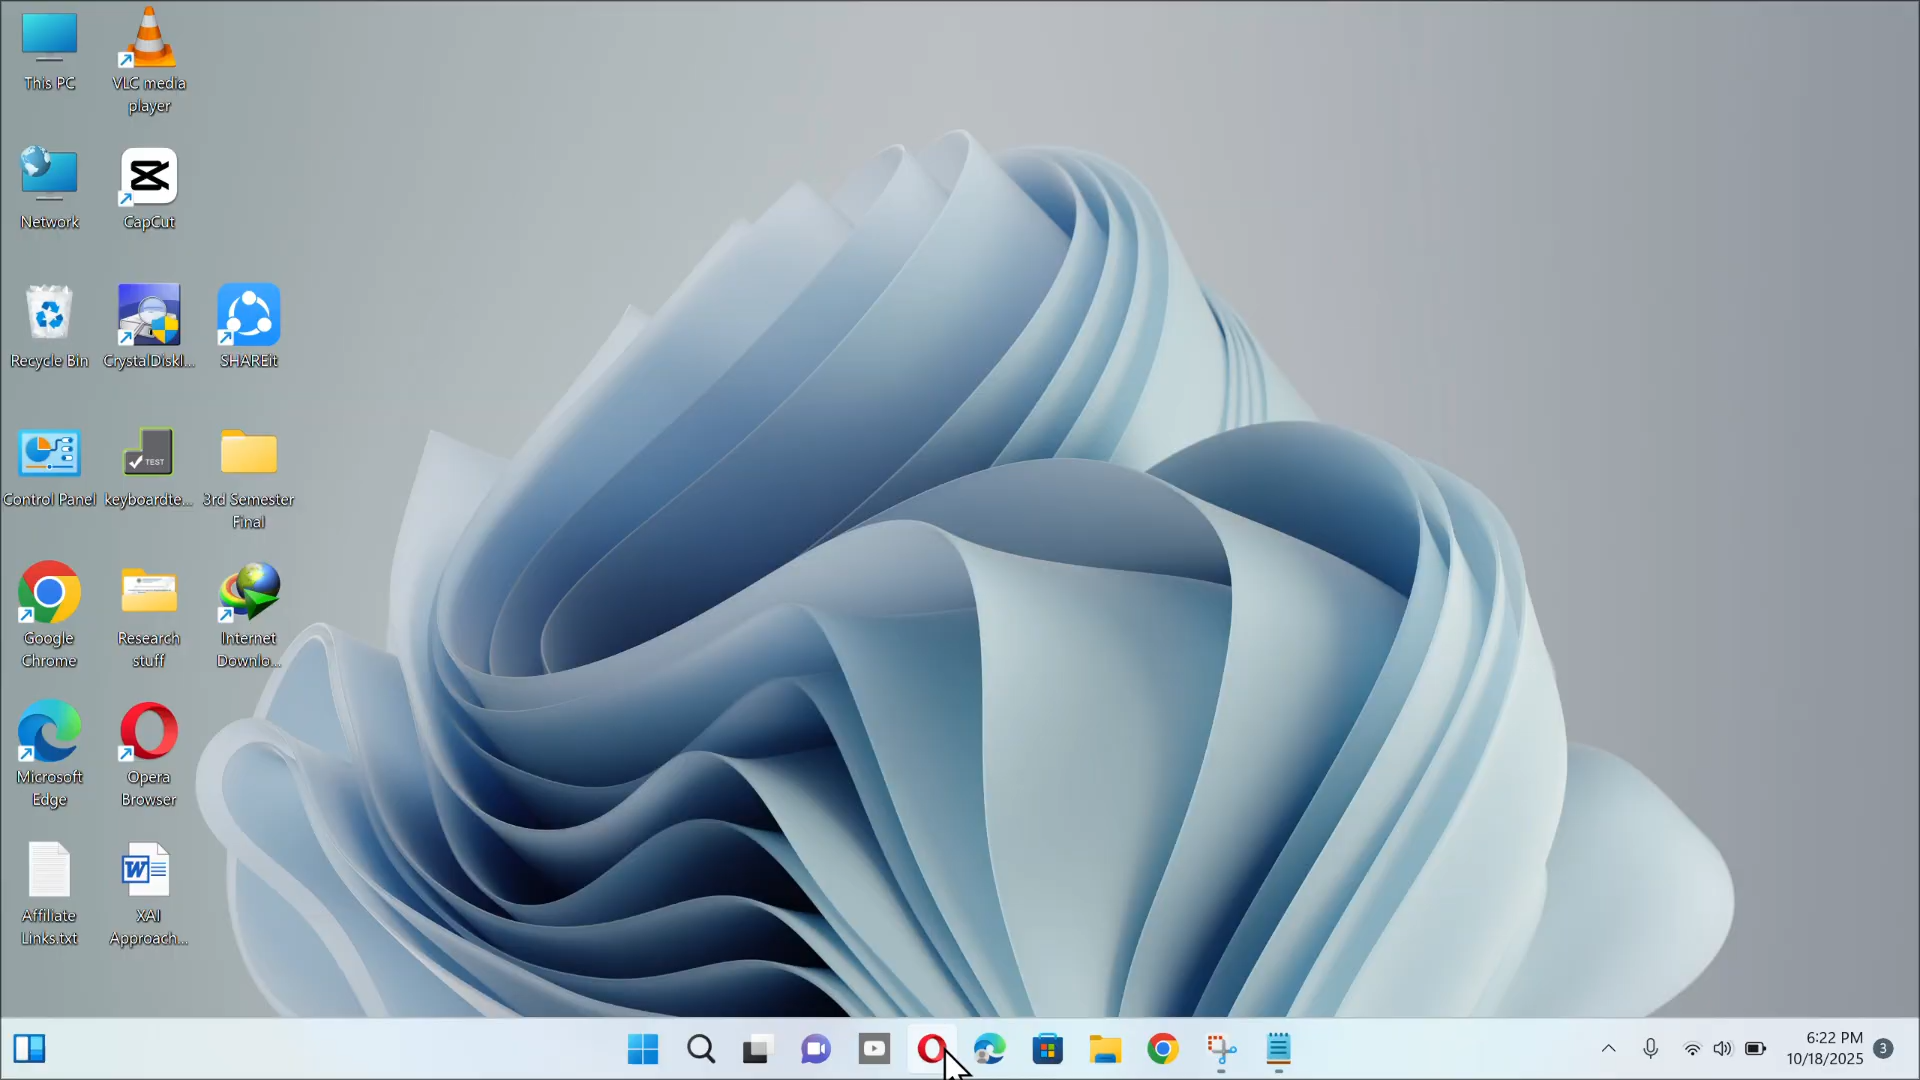 This PC
VLC media
player
Network
CapCut
Recycle Bin
CrystalDiskI...
SHAREit
Control Panel
TEST
keyboardte...
3rd Semester
Final
Google
Chrome
Research
stuff
Internet
Downlo...
Microsoft
Edge
Opera
Browser
Affiliate
Links.txt
W
XAI
Approach...
6:22 PM
10/18/2025
3